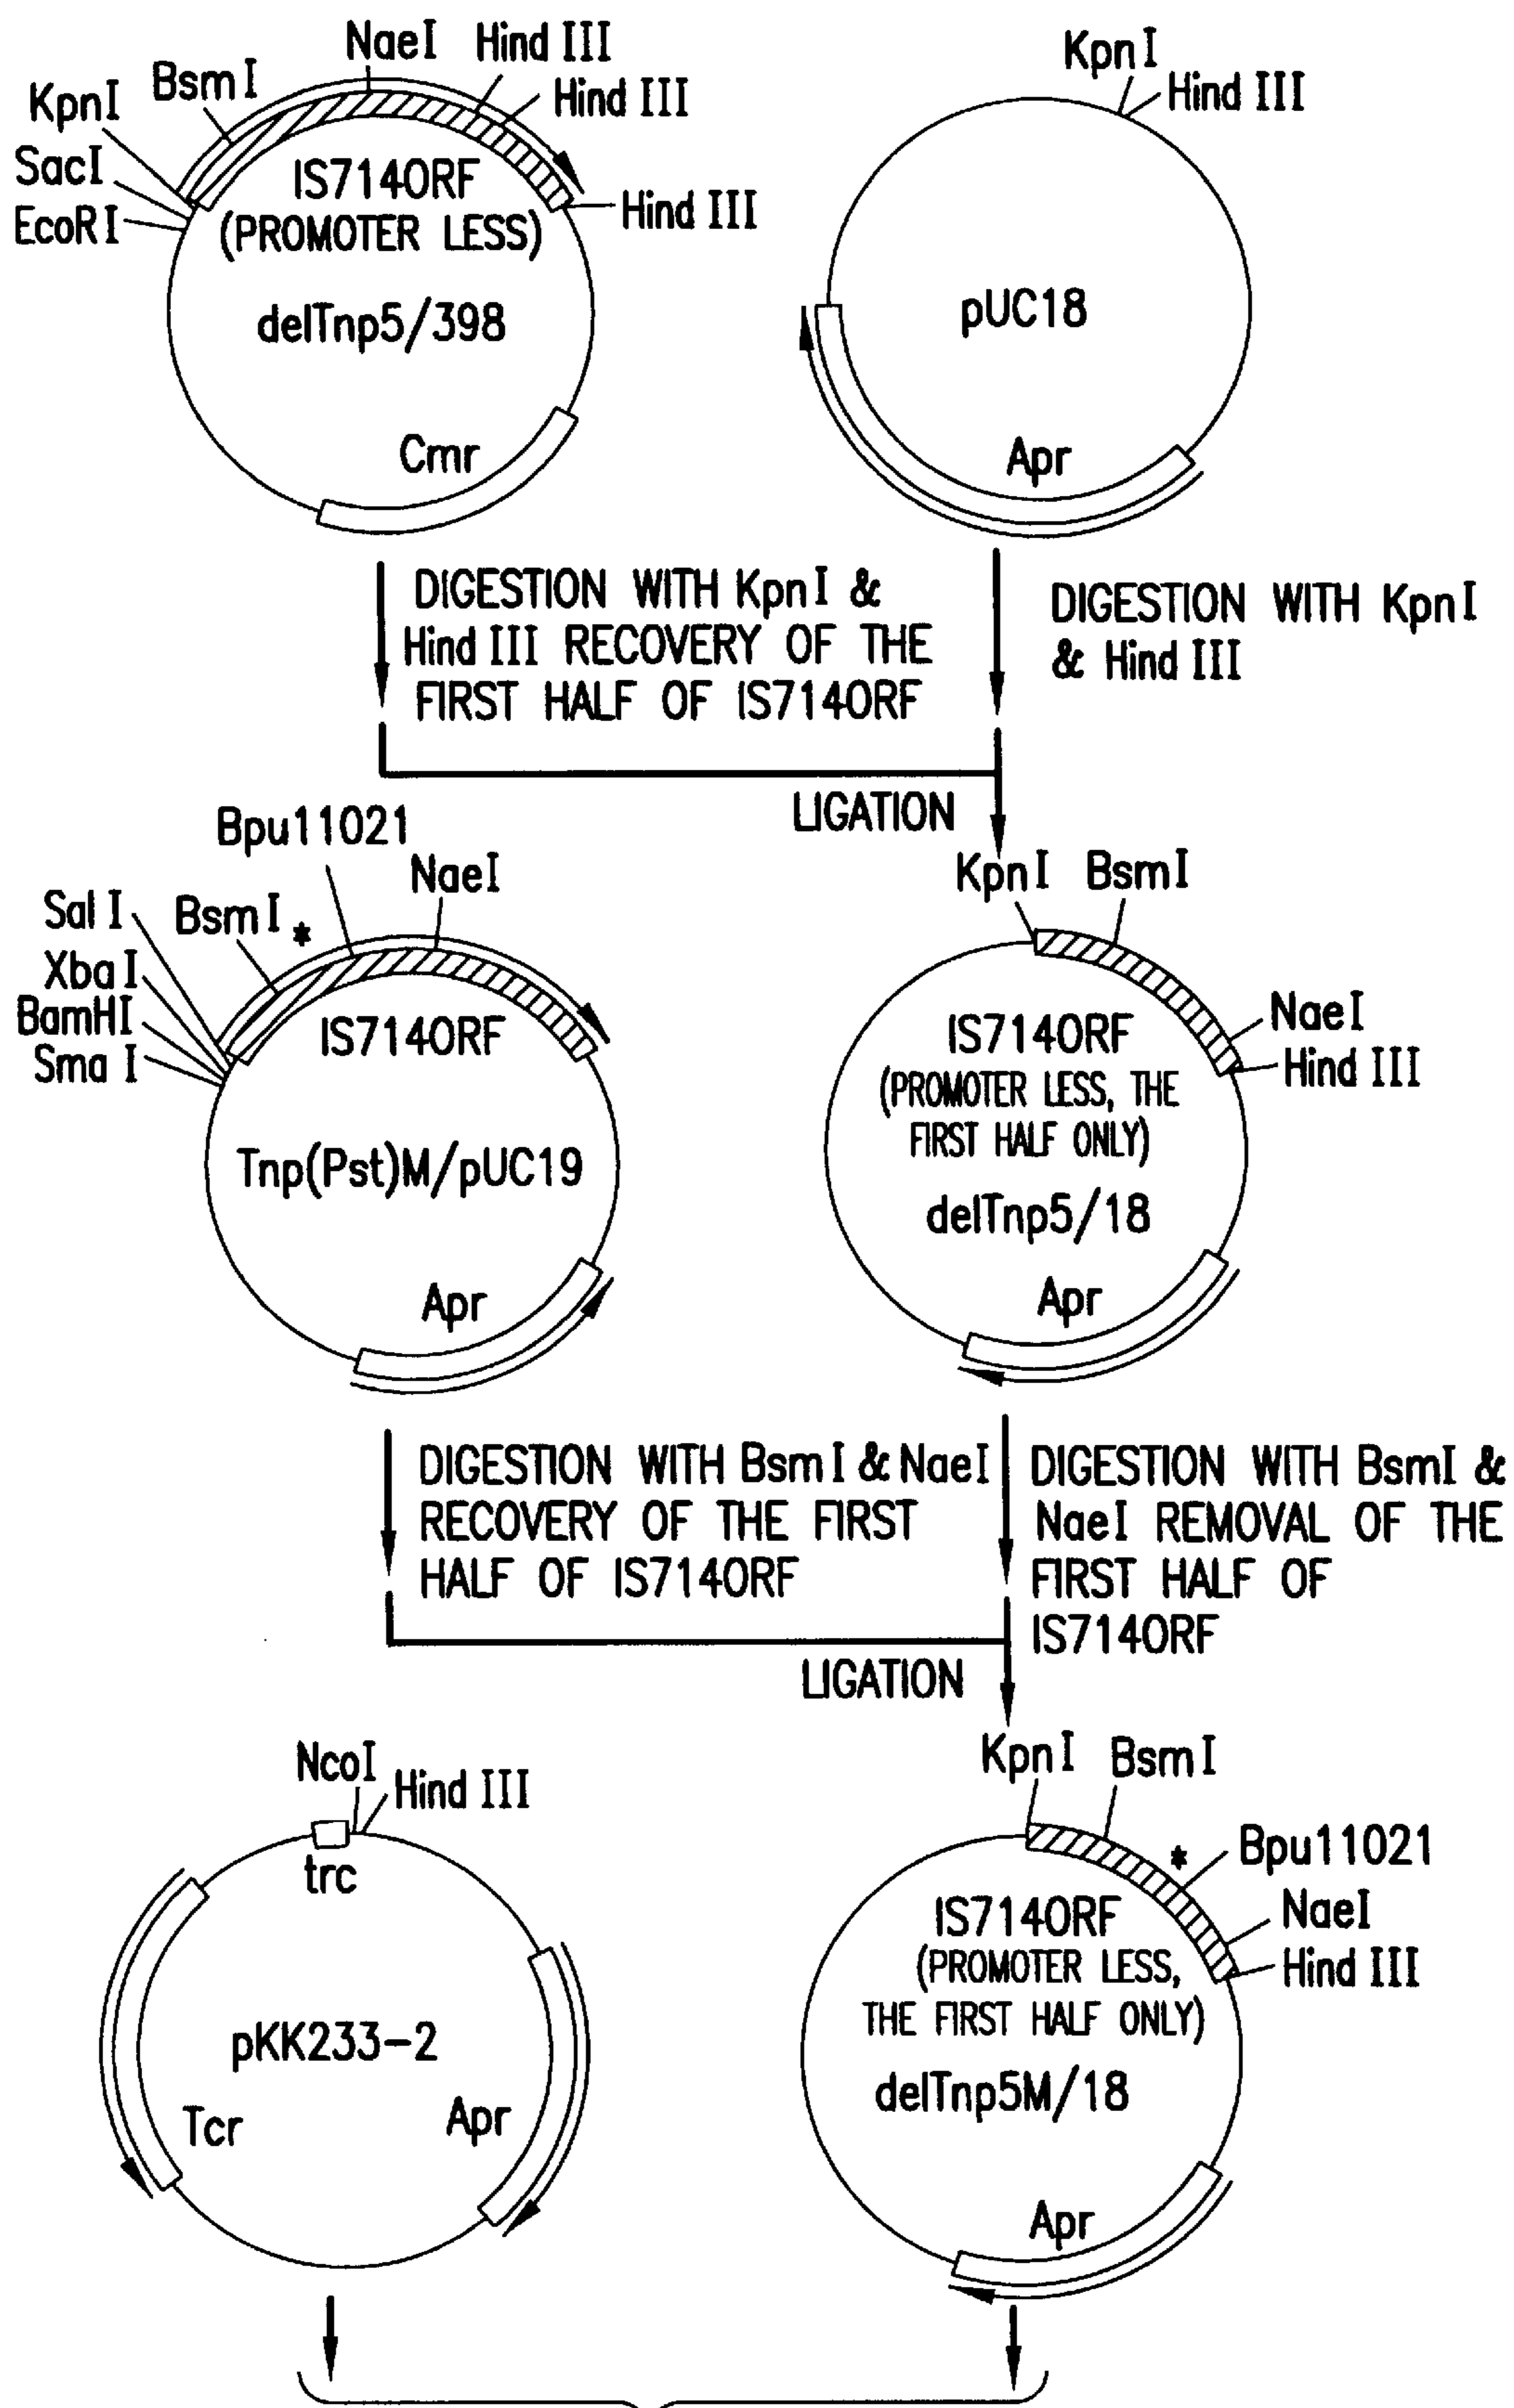 NaeI
Hind III
KpnI
BsmI
Hind III
SacI
EcoRI
IS714ORF
(PROMOTER LESS)
Hind III
delTnp5/398
Cmr
KpnI
Hind III
pUC18
Apr
DIGESTION WITH KpnI &
Hind III RECOVERY OF THE
FIRST HALF OF IS714ORF
DIGESTION WITH KpnI
& Hind III
LIGATION
Bpu11021
NaeI
Sal I
BsmI
*
Xba I
BamHI
Sma I
IS714ORF
Tnp(Pst)M/pUC19
Apr
KpnI
BsmI
NaeI
Hind III
IS714ORF
(PROMOTER LESS, THE
FIRST HALF ONLY)
delTnp5/18
Apr
DIGESTION WITH BsmI & NaeI
RECOVERY OF THE FIRST
HALF OF IS714ORF
DIGESTION WITH BsmI &
NaeI REMOVAL OF THE
FIRST HALF OF
IS714ORF
LIGATION
NcoI
Hind III
trc
pKK233-2
Tcr
Apr
KpnI
BsmI
*
Bpu11021
NaeI
Hind III
IS714ORF
(PROMOTER LESS,
THE FIRST HALF ONLY)
delTnp5M/18
Apr